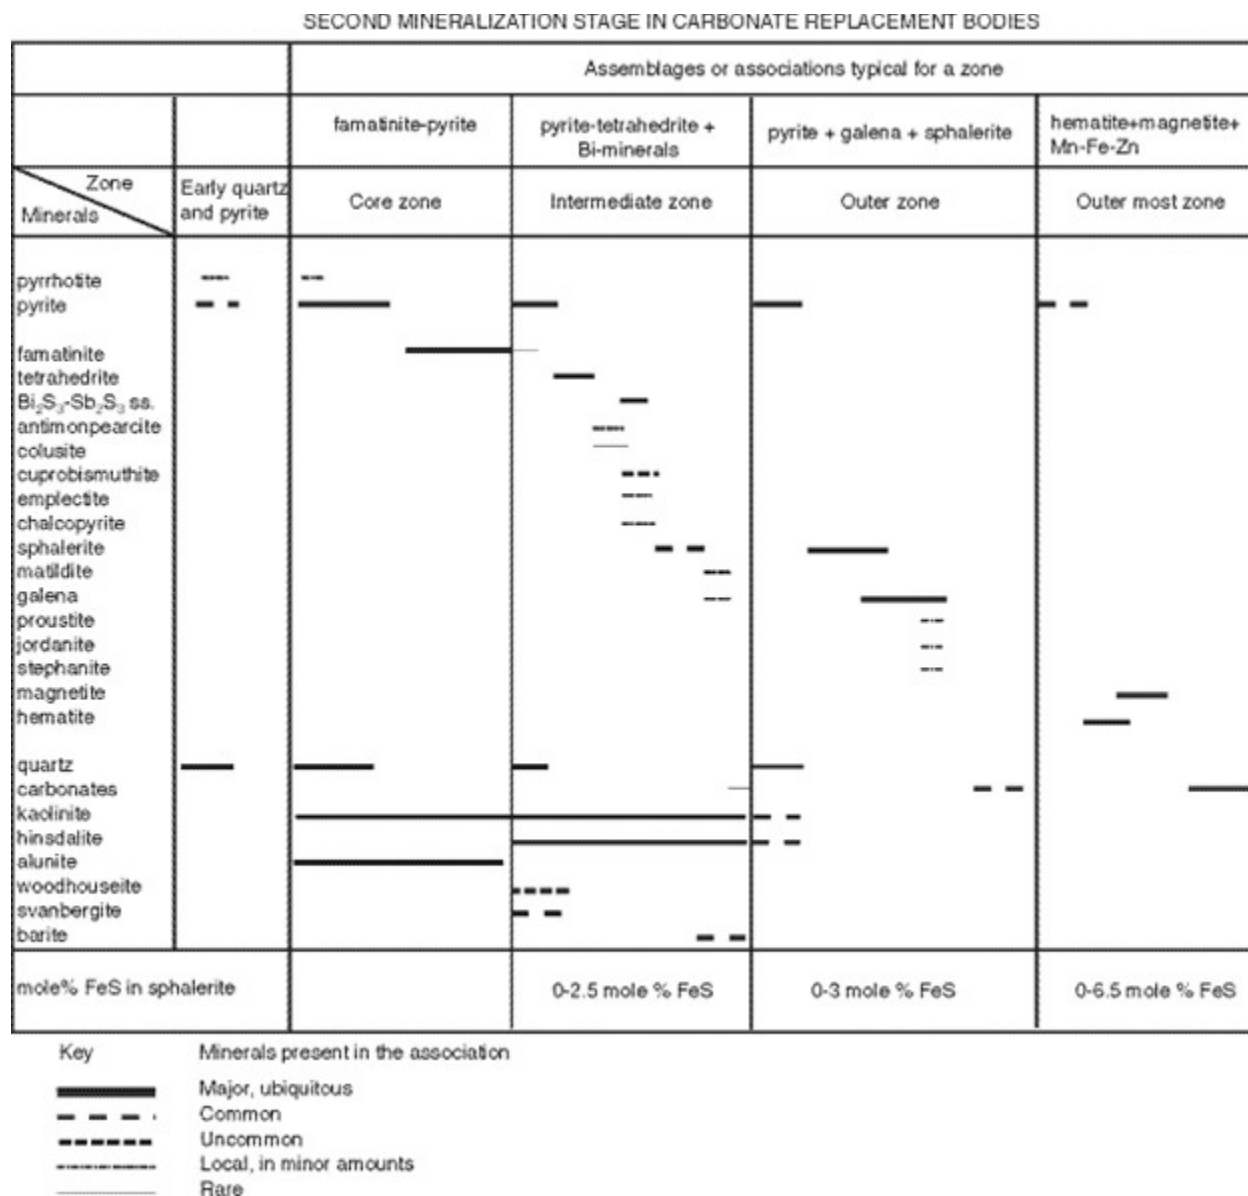 SECOND MINERALIZATION STAGE IN CARBONATE REPLACEMENT BODIES
Assemblages or associations typical for a zone
famatinite-pyrite
pyrite-tetrahedrite +
Bi-minerals
pyrite + galena + sphalerite
hematite+magnetite+
Mn-Fe-Zn
Zone
Minerals
Early quartz
and pyrite
Core zone
Intermediate zone
Outer zone
Outer most zone
pyrrhotite
pyrite
famatinite
tetrahedrite
Bi₂S₃-Sb₂S₃ ss.
antimonpearcite
colusite
cuprobismuthite
emplectite
chalcopyrite
sphalerite
matildite
galena
proustite
jordanite
stephanite
magnetite
hematite
quartz
carbonates
kaolinite
hinsdalite
alunite
woodhouseite
svanbergite
barite
mole% FeS in sphalerite
0-2.5 mole % FeS
0-3 mole % FeS
0-6.5 mole % FeS
Key
Minerals present in the association
Major, ubiquitous
Common
Uncommon
Local, in minor amounts
Rare